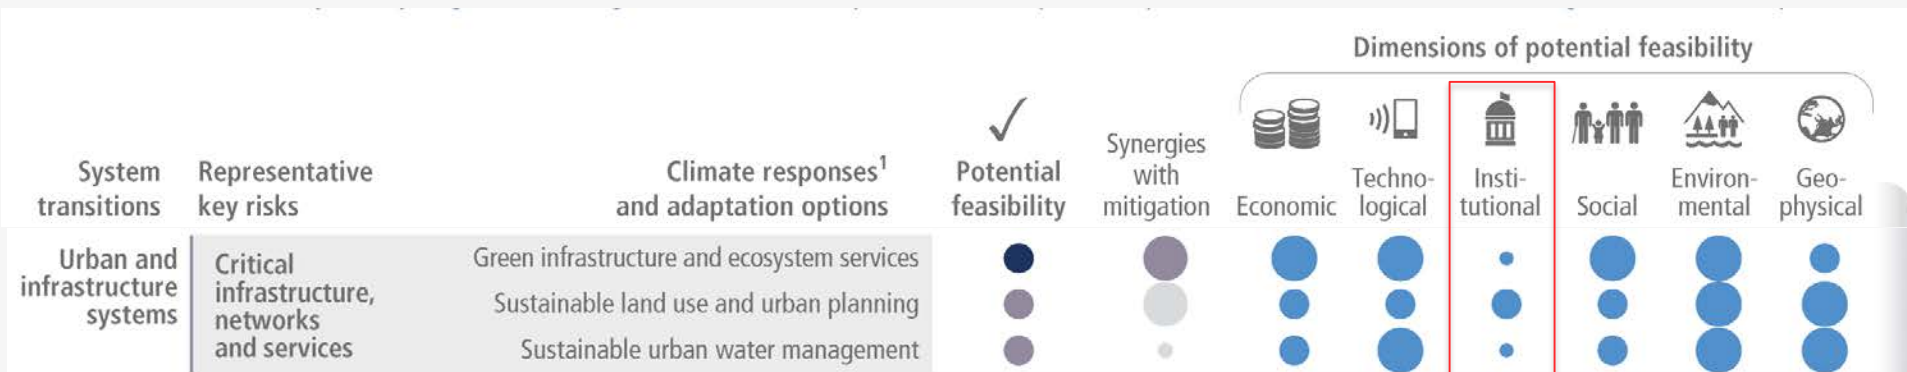 Dimensions of potential feasibility
System transitions
Representative key risks
Climate responses1 and adaptation options
Potential feasibility
Synergies with mitigation
Economic
Techno-
logical
Insti-
tutional
Social
Environ-
mental
Geo-
physical
Urban and
infrastructure
systems
Critical
infrastructure,
networks
and services
Green infrastructure and ecosystem services
Sustainable land use and urban planning
Sustainable urban water management